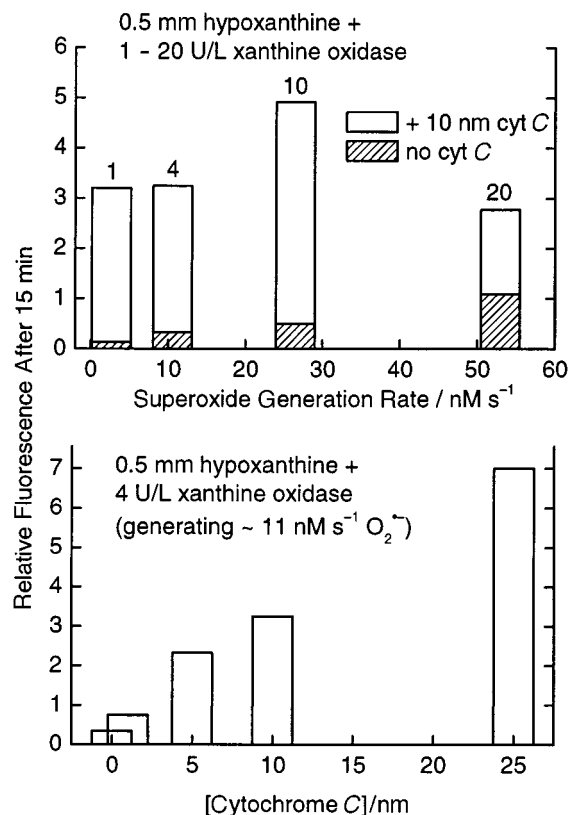 0.5 mm hypoxanthine +
1 – 20 U/L xanthine oxidase
6
5
4
3
2
1
0
1
4
10
20
+ 10 nm cyt C
no cyt C
0 10 20 30 40 50 60
Superoxide Generation Rate / nM s⁻¹
Relative Fluorescence After 15 min
0.5 mm hypoxanthine +
4 U/L xanthine oxidase
(generating ~ 11 nM s⁻¹ O₂•−)
7
6
5
4
3
2
1
0
0 5 10 15 20 25
[Cytochrome C]/nm